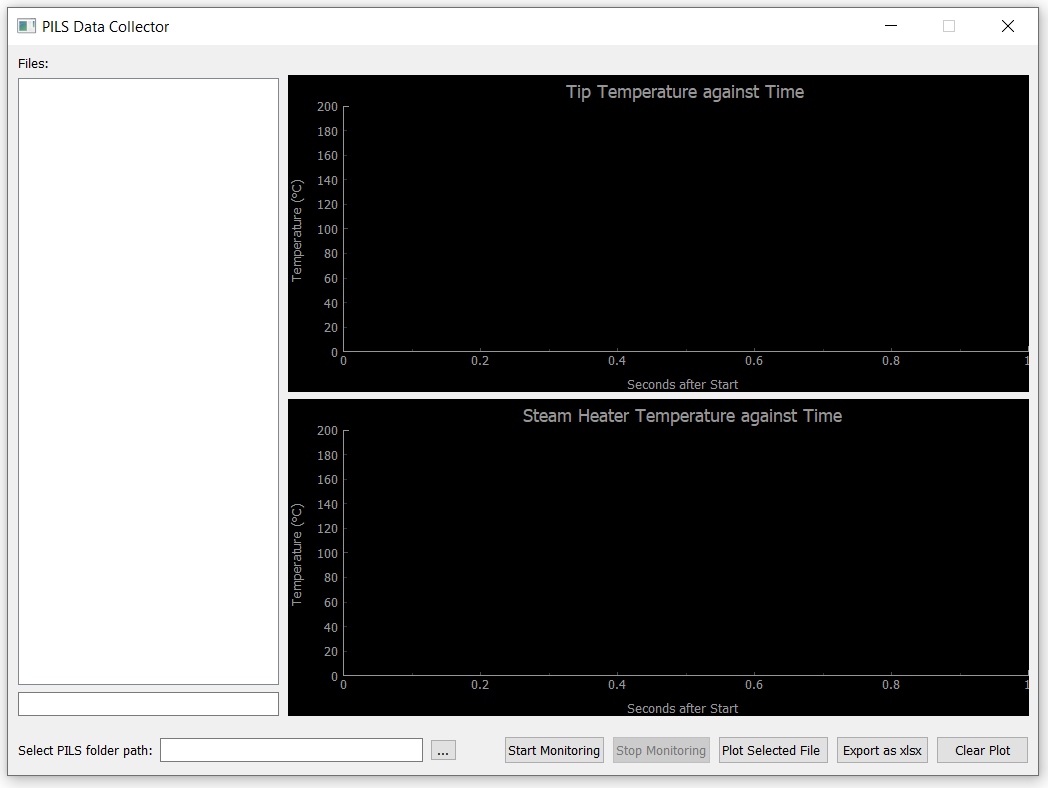 PILS Data Collector
Files:
Tip Temperature against Time
200
180
160
140
120
100
80
60
40
20
0
Temperature (°C)
0 0.2 0.4 0.6 0.8 1
Seconds after Start
Steam Heater Temperature against Time
200
180
160
140
120
100
80
60
40
20
0
Temperature (°C)
0 0.2 0.4 0.6 0.8 1
Seconds after Start
Select PILS folder path: ... Start Monitoring Stop Monitoring Plot Selected File Export as xlsx Clear Plot